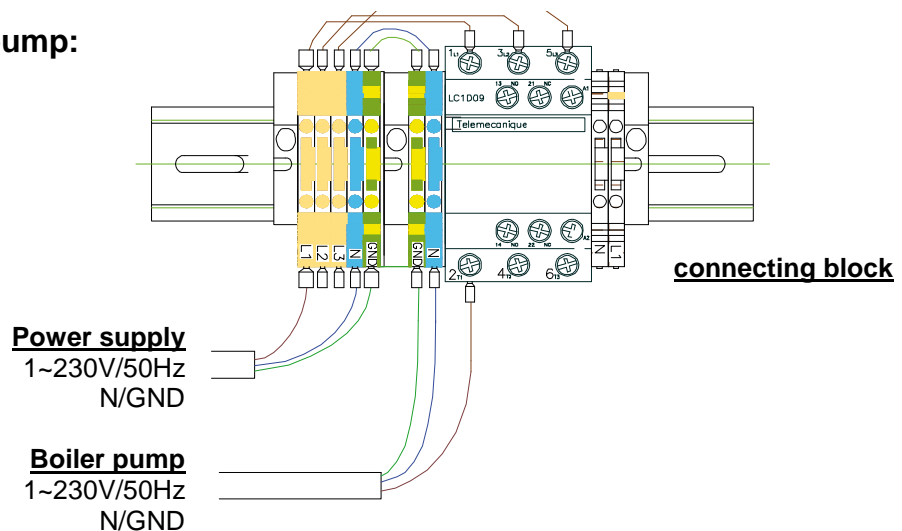 ump:
1L1 3L2 5L3
13 NO 21 NC A1
LC1D09
Telemecanique
14 NO 22 NC A2
L1 L2 L3 N GND GND N
2T1 4T2 6T3
N L1
connecting block
Power supply
1~230V/50Hz
N/GND
Boiler pump
1~230V/50Hz
N/GND